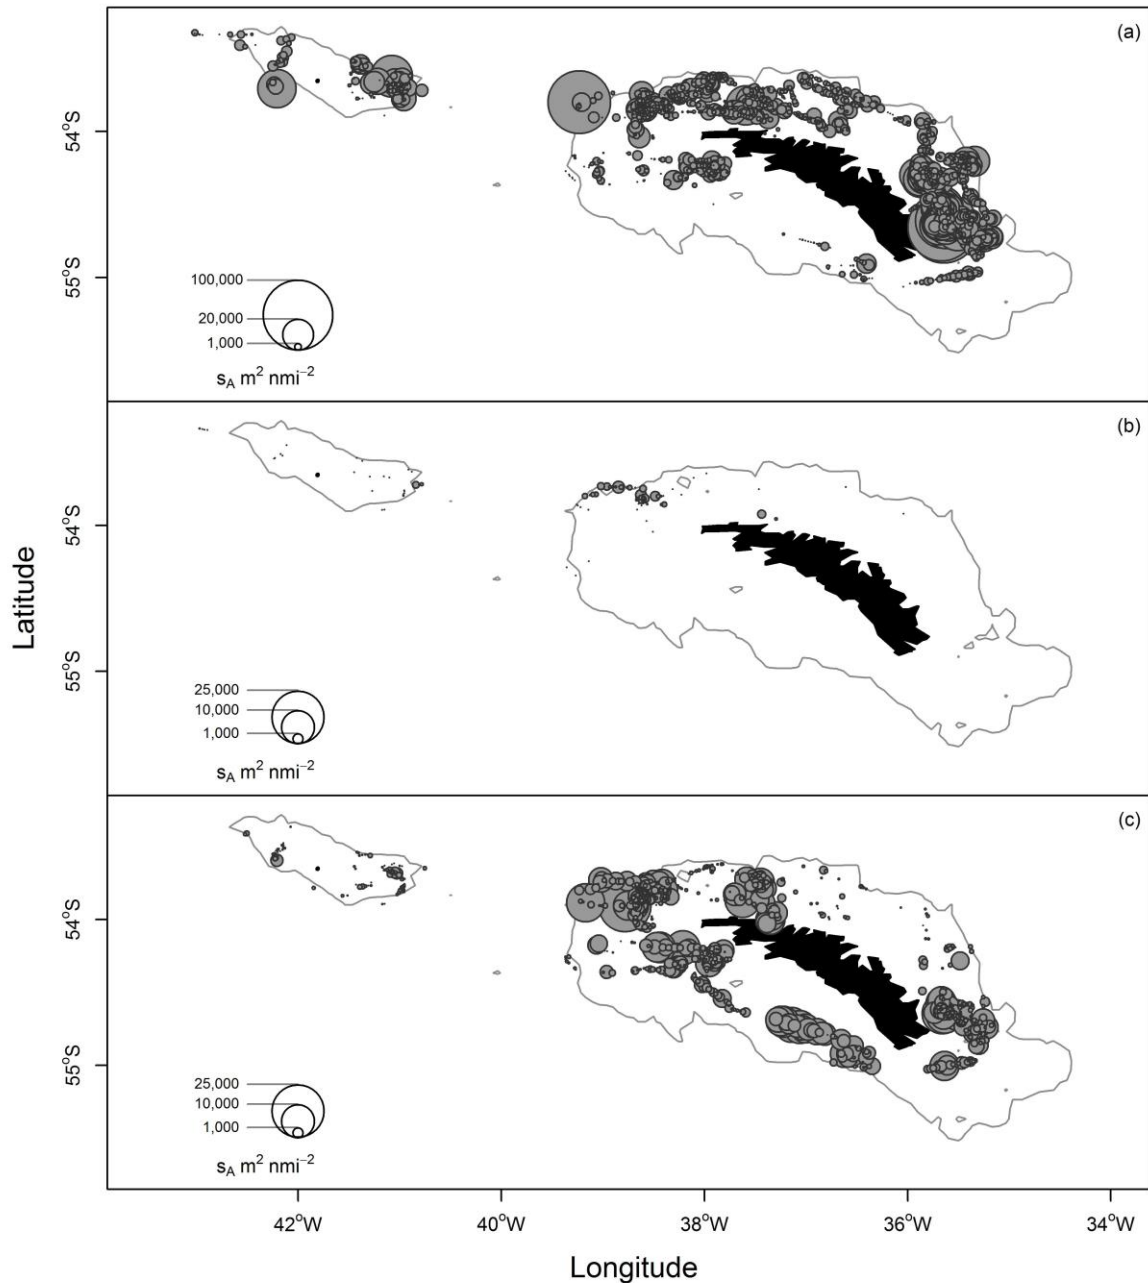 (a)
54°S
55°S
100,000
20,000
1,000
sA m² nmi⁻²
(b)
54°S
55°S
25,000
10,000
1,000
sA m² nmi⁻²
Latitude
(c)
54°S
55°S
25,000
10,000
1,000
sA m² nmi⁻²
42°W
40°W
38°W
36°W
34°W
Longitude